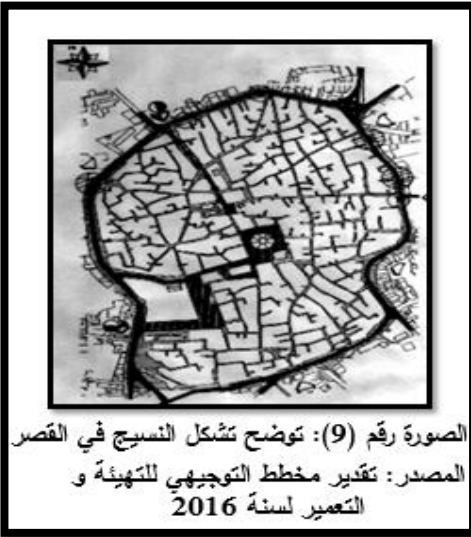 الصورة رقم (9): توضح تشكل النسيج في القصر
المصدر: تقدير مخطط التوجيهي للتهيئة و
التعمير لسنة 2016